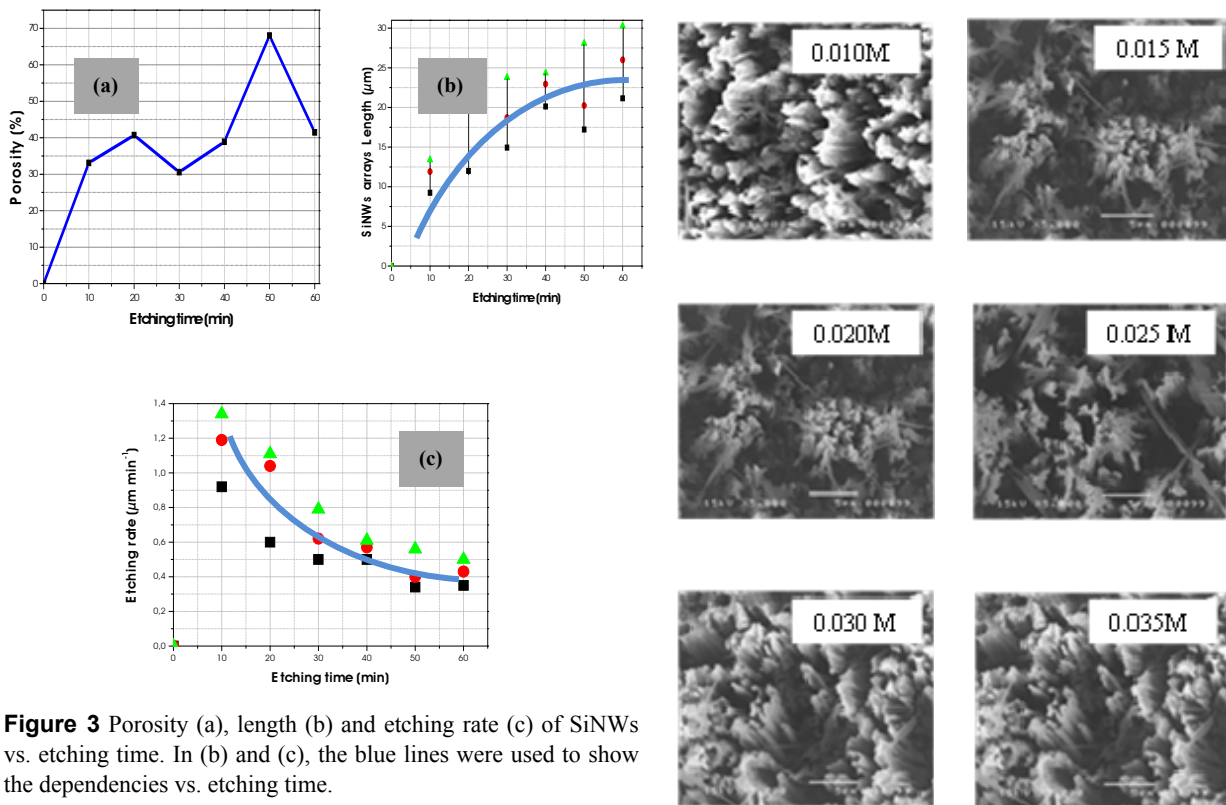 (a)
Porosity (%)
70
60
50
40
30
20
10
0
0 10 20 30 40 50 60
Etching time (min)
(b)
SiNWs arrays Length (µm)
30
25
20
15
10
5
0
0 10 20 30 40 50 60
Etching time (min)
(c)
Etching rate (µm min⁻¹)
1,4
1,2
1,0
0,8
0,6
0,4
0,2
0,0
0 10 20 30 40 50 60
Etching time (min)
Figure 3 Porosity (a), length (b) and etching rate (c) of SiNWs
vs. etching time. In (b) and (c), the blue lines were used to show
the dependencies vs. etching time.
0.010M
0.015 M
0.020M
0.025 M
0.030 M
0.035M